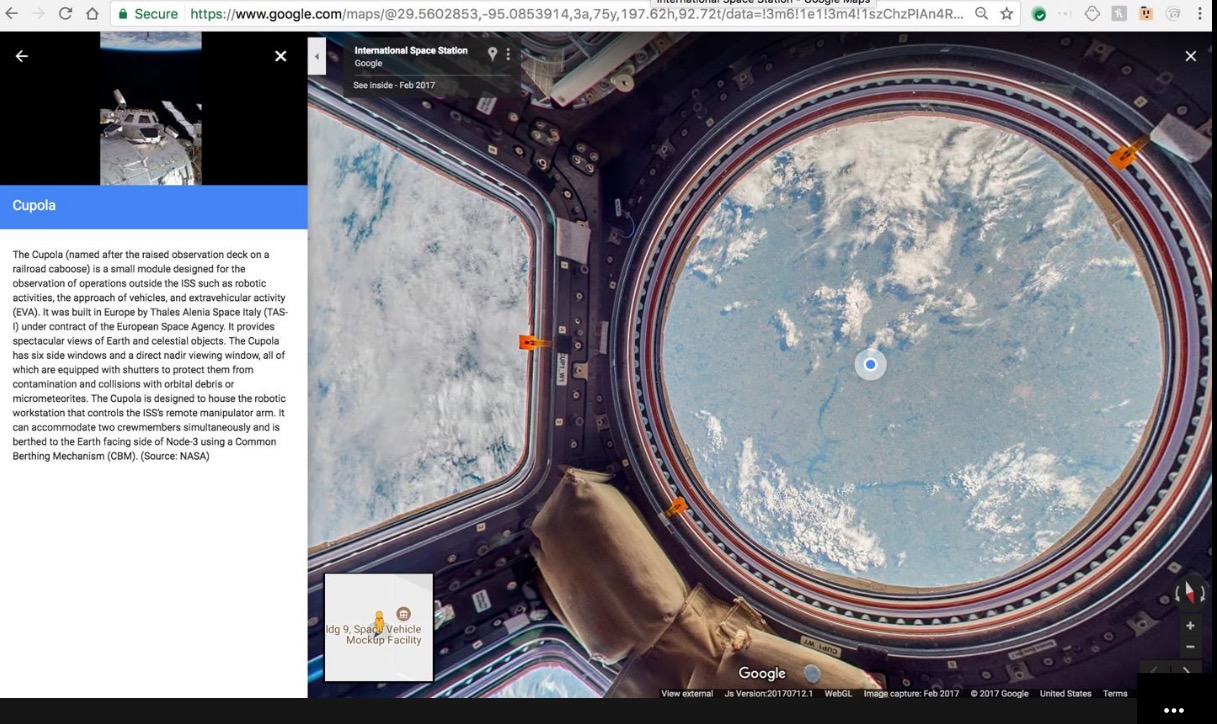 International Space Station - Google Maps
Secure https://www.google.com/maps/@29.5602853,-95.0853914,3a,75y,197.62h,92.72t/data=!3m6!1e1!3m4!1szChzPIAn4R...
International Space Station
Google
See inside - Feb 2017
Cupola
The Cupola (named after the raised observation deck on a
railroad caboose) is a small module designed for the
observation of operations outside the ISS such as robotic
activities, the approach of vehicles, and extravehicular activity
(EVA). It was built in Europe by Thales Alenia Space Italy (TAS-
I) under contract of the European Space Agency. It provides
spectacular views of Earth and celestial objects. The Cupola
has six side windows and a direct nadir viewing window, all of
which are equipped with shutters to protect them from
contamination and collisions with orbital debris or
micrometeorites. The Cupola is designed to house the robotic
workstation that controls the ISS's remote manipulator arm. It
can accommodate two crewmembers simultaneously and is
berthed to the Earth facing side of Node-3 using a Common
Berthing Mechanism (CBM). (Source: NASA)
CUP1 W1
CUP1 W1
ldg 9, Space Vehicle
Mockup Facility
Google
View external Js Version:20170712.1 WebGL Image capture: Feb 2017 © 2017 Google United States Terms